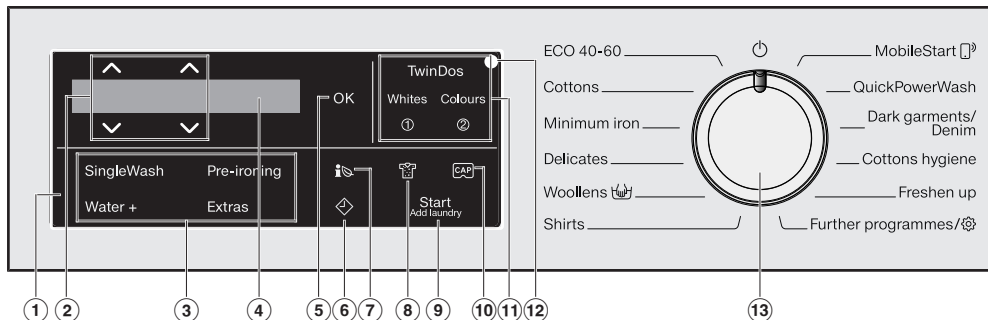 TwinDos
OK
Whites Colours
① ②
SingleWash Pre-ironing
CAP
Water + Extras
Start
Add laundry
ECO 40-60
Cottons
Minimum iron
Delicates
Woollens
Shirts
MobileStart
QuickPowerWash
Dark garments/
Denim
Cottons hygiene
Freshen up
Further programmes/
① ② ③ ④ ⑤ ⑥ ⑦ ⑧ ⑨ ⑩ ⑪ ⑫ ⑬